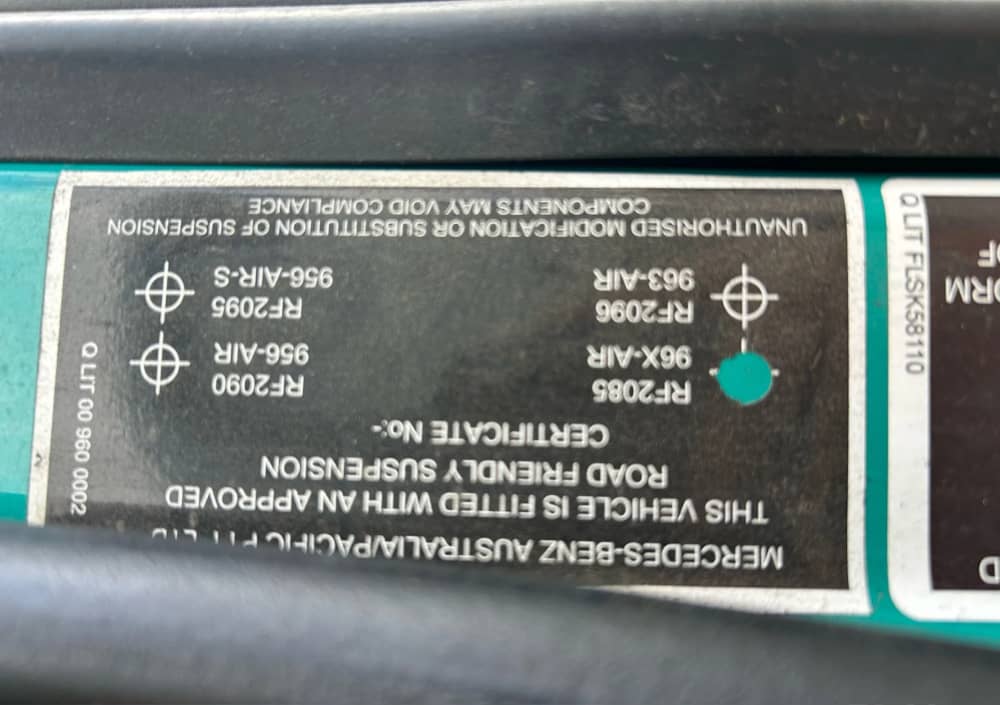 MERCEDES-BENZ AUSTRALIA/PACIFIC PTY LTD
THIS VEHICLE IS FITTED WITH AN APPROVED
ROAD FRIENDLY SUSPENSION
CERTIFICATE No:-
RF2085
96X-AIR
RF2090
956-AIR
RF2096
963-AIR
RF2095
956-AIR-S
UNAUTHORISED MODIFICATION OR SUBSTITUTION OF SUSPENSION
COMPONENTS MAY VOID COMPLIANCE
Q LIT 00 960 0002
Q LIT FLSK58110